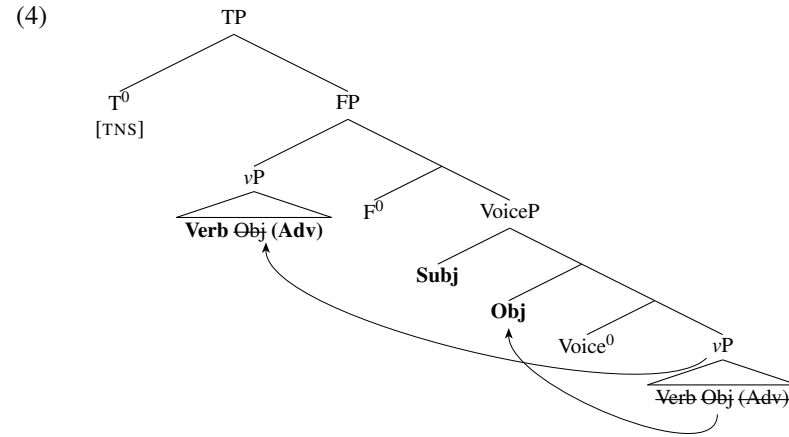 (4)
TP
T⁰ FP
[TNS]
vP
F⁰ VoiceP
Verb Obj (Adv)
Subj
Obj
Voice⁰ vP
Verb Obj (Adv)